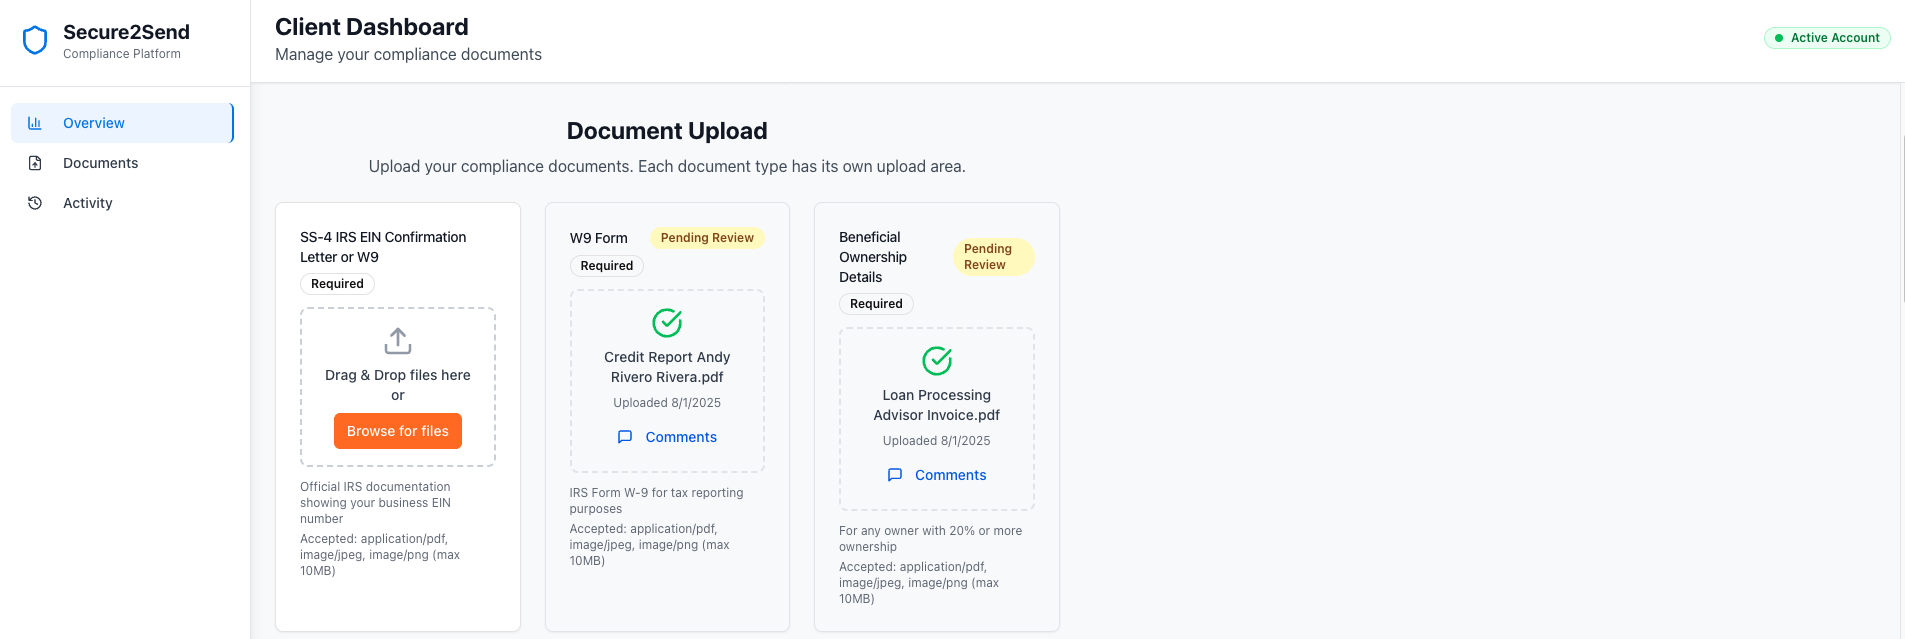 Secure2Send
Compliance Platform
Overview
Documents
Activity
Client Dashboard
Manage your compliance documents
Active Account
Document Upload
Upload your compliance documents. Each document type has its own upload area.
SS-4 IRS EIN Confirmation
Letter or W9
Required
Drag & Drop files here
or
Browse for files
Official IRS documentation
showing your business EIN
number
Accepted: application/pdf,
image/jpeg, image/png (max
10MB)
W9 Form
Pending Review
Required
Credit Report Andy
Rivero Rivera.pdf
Uploaded 8/1/2025
Comments
IRS Form W-9 for tax reporting
purposes
Accepted: application/pdf,
image/jpeg, image/png (max
10MB)
Beneficial
Ownership
Details
Pending
Review
Required
Loan Processing
Advisor Invoice.pdf
Uploaded 8/1/2025
Comments
For any owner with 20% or more
ownership
Accepted: application/pdf,
image/jpeg, image/png (max
10MB)